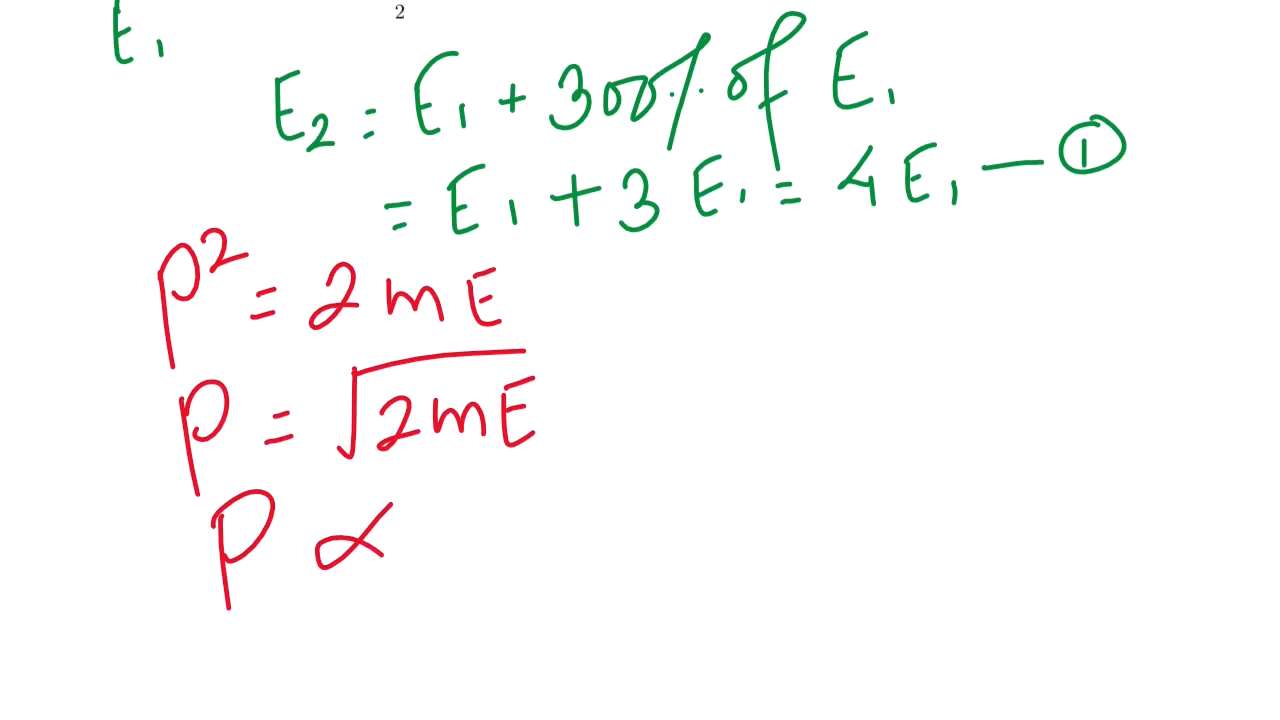 2
E₁
E₂ = E₁ + 300% of E₁
= E₁ + 3 E₁ = 4 E₁ — ①
p² = 2mE
p = √2mE
p ∝